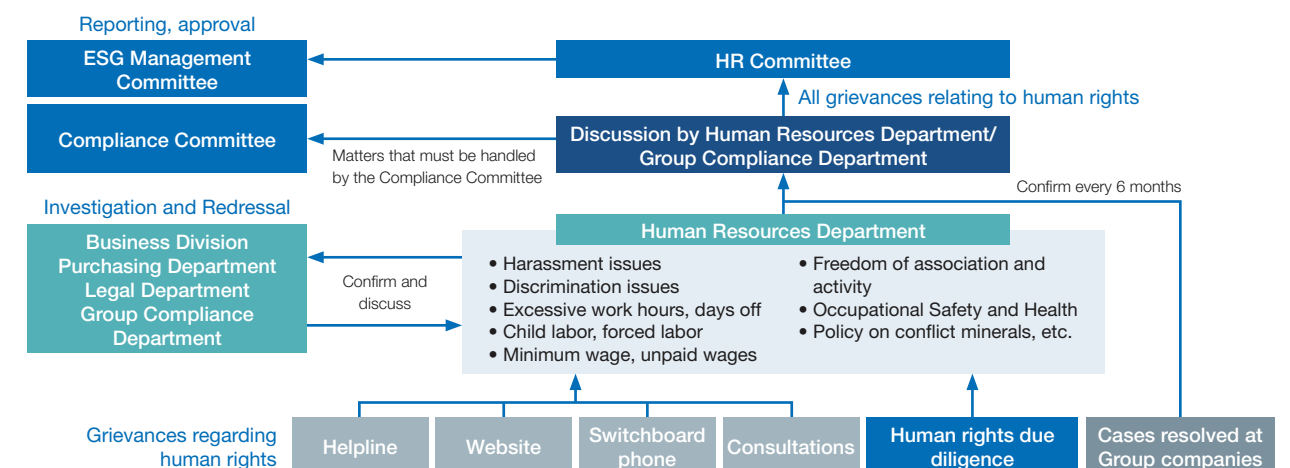 Reporting, approval
ESG Management
Committee
HR Committee
All grievances relating to human rights
Compliance Committee
Discussion by Human Resources Department/
Group Compliance Department
Matters that must be handled
by the Compliance Committee
Confirm every 6 months
Investigation and Redressal
Business Division
Purchasing Department
Legal Department
Group Compliance
Department
Confirm and
discuss
Human Resources Department
• Harassment issues
• Discrimination issues
• Excessive work hours, days off
• Child labor, forced labor
• Minimum wage, unpaid wages
• Freedom of association and
activity
• Occupational Safety and Health
• Policy on conflict minerals, etc.
Grievances regarding
human rights
Helpline
Website
Switchboard
phone
Consultations
Human rights due
diligence
Cases resolved at
Group companies